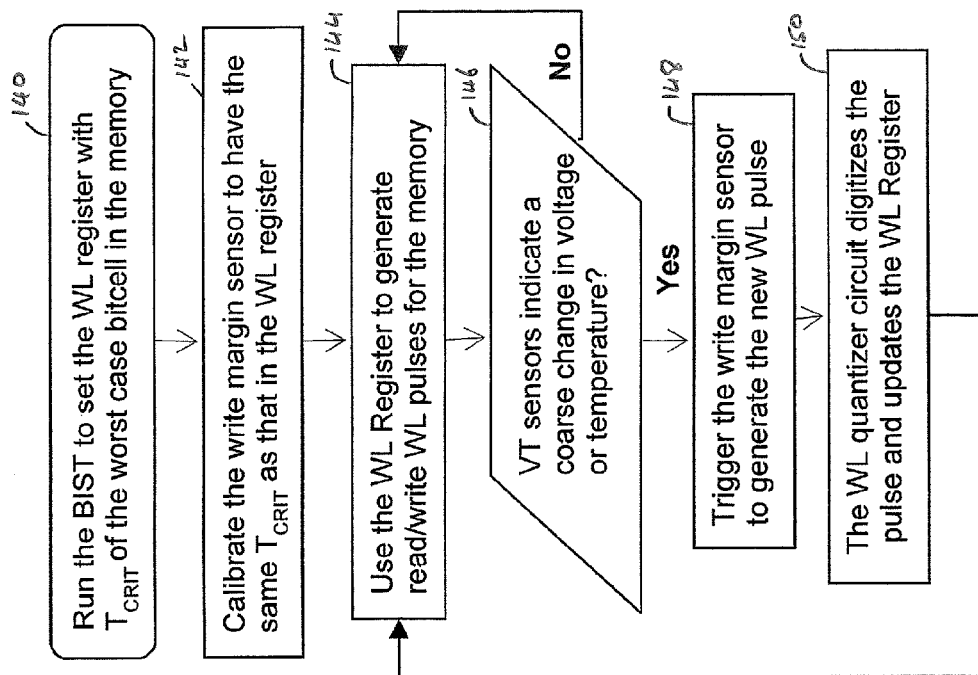 140
Run the BIST to set the WL register with
T_CRIT of the worst case bitcell in the memory
142
Calibrate the write margin sensor to have the
same T_CRIT as that in the WL register
144
Use the WL Register to generate
read/write WL pulses for the memory
146
VT sensors indicate a
coarse change in voltage
or temperature?
No
Yes
148
Trigger the write margin sensor
to generate the new WL pulse
150
The WL quantizer circuit digitizes the
pulse and updates the WL Register